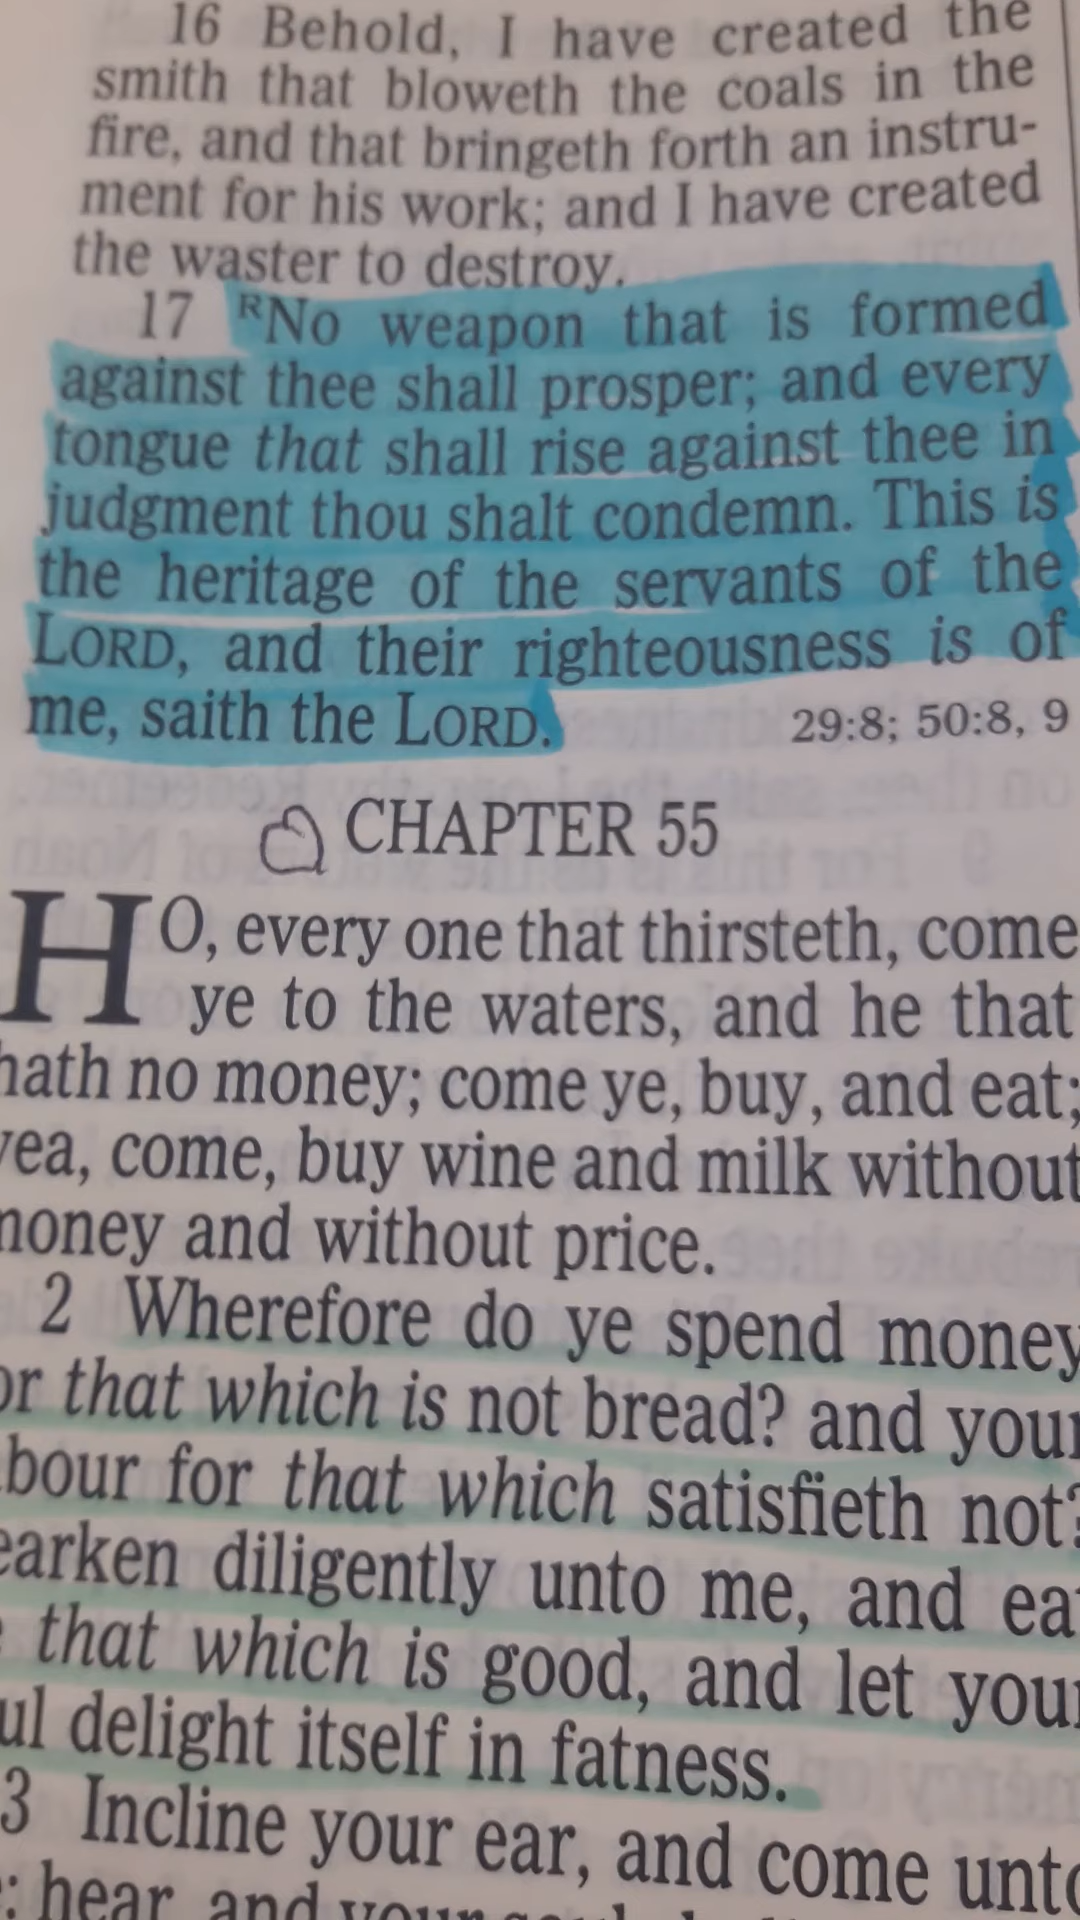 16 Behold, I have created the
smith that bloweth the coals in the
fire, and that bringeth forth an instru-
ment for his work; and I have created
the waster to destroy.
17 ᴿNo weapon that is formed
against thee shall prosper; and every
tongue that shall rise against thee in
judgment thou shalt condemn. This is
the heritage of the servants of the
LORD, and their righteousness is of
me, saith the LORD. 29:8; 50:8, 9
CHAPTER 55
HO, every one that thirsteth, come
ye to the waters, and he that
hath no money; come ye, buy, and eat;
yea, come, buy wine and milk without
money and without price.
2 Wherefore do ye spend money
or that which is not bread? and your
bour for that which satisfieth not?
earken diligently unto me, and eat
that which is good, and let your
ul delight itself in fatness.
3 Incline your ear, and come unto
: hear and your